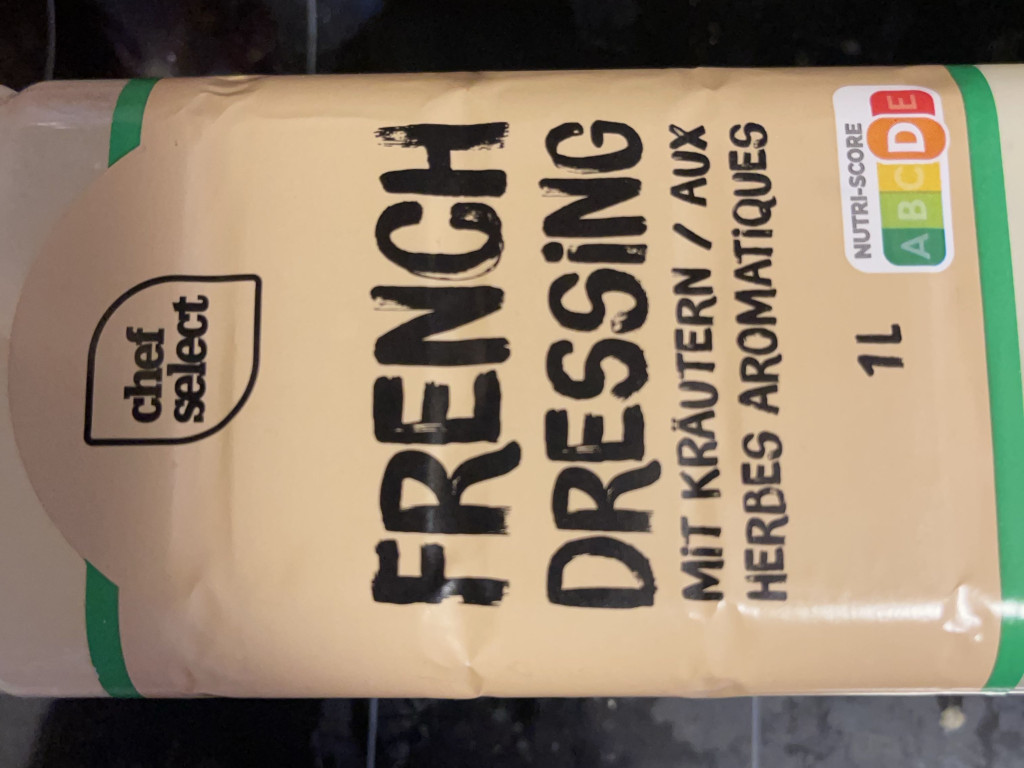 chef
select
FRENCH
DRESSiNG
MiT KRÄUTERN / AUX
HERBES AROMATiQUES
1L
NUTRI-SCORE
A B C D E